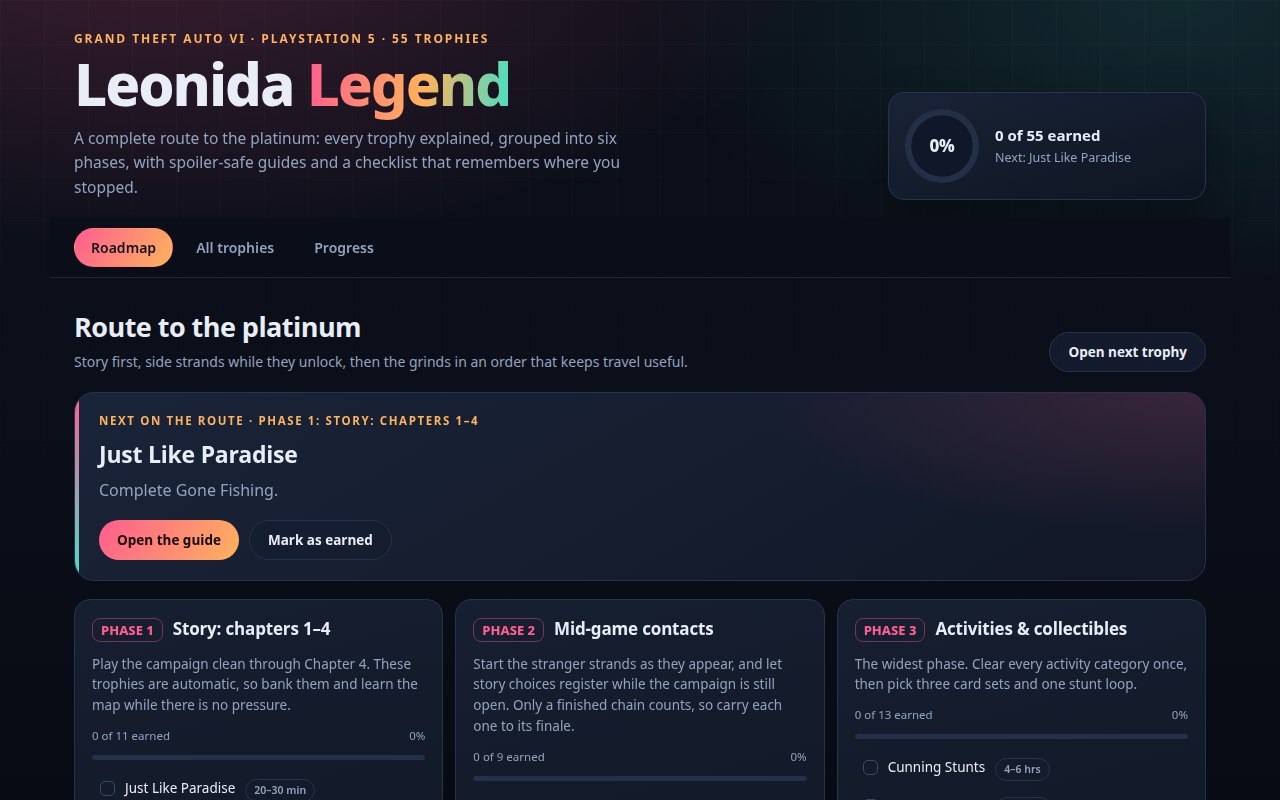 GRAND THEFT AUTO VI · PLAYSTATION 5 · 55 TROPHIES
Leonida Legend
A complete route to the platinum: every trophy explained, grouped into six
phases, with spoiler-safe guides and a checklist that remembers where you
stopped.
0%
0 of 55 earned
Next: Just Like Paradise
Roadmap
All trophies
Progress
Route to the platinum
Story first, side strands while they unlock, then the grinds in an order that keeps travel useful.
Open next trophy
NEXT ON THE ROUTE · PHASE 1: STORY: CHAPTERS 1–4
Just Like Paradise
Complete Gone Fishing.
Open the guide
Mark as earned
PHASE 1 Story: chapters 1–4
Play the campaign clean through Chapter 4. These
trophies are automatic, so bank them and learn the
map while there is no pressure.
0 of 11 earned 0%
Just Like Paradise 20–30 min
PHASE 2 Mid-game contacts
Start the stranger strands as they appear, and let
story choices register while the campaign is still
open. Only a finished chain counts, so carry each
one to its finale.
0 of 9 earned 0%
PHASE 3 Activities & collectibles
The widest phase. Clear every activity category once,
then pick three card sets and one stunt loop.
0 of 13 earned 0%
Cunning Stunts 4–6 hrs